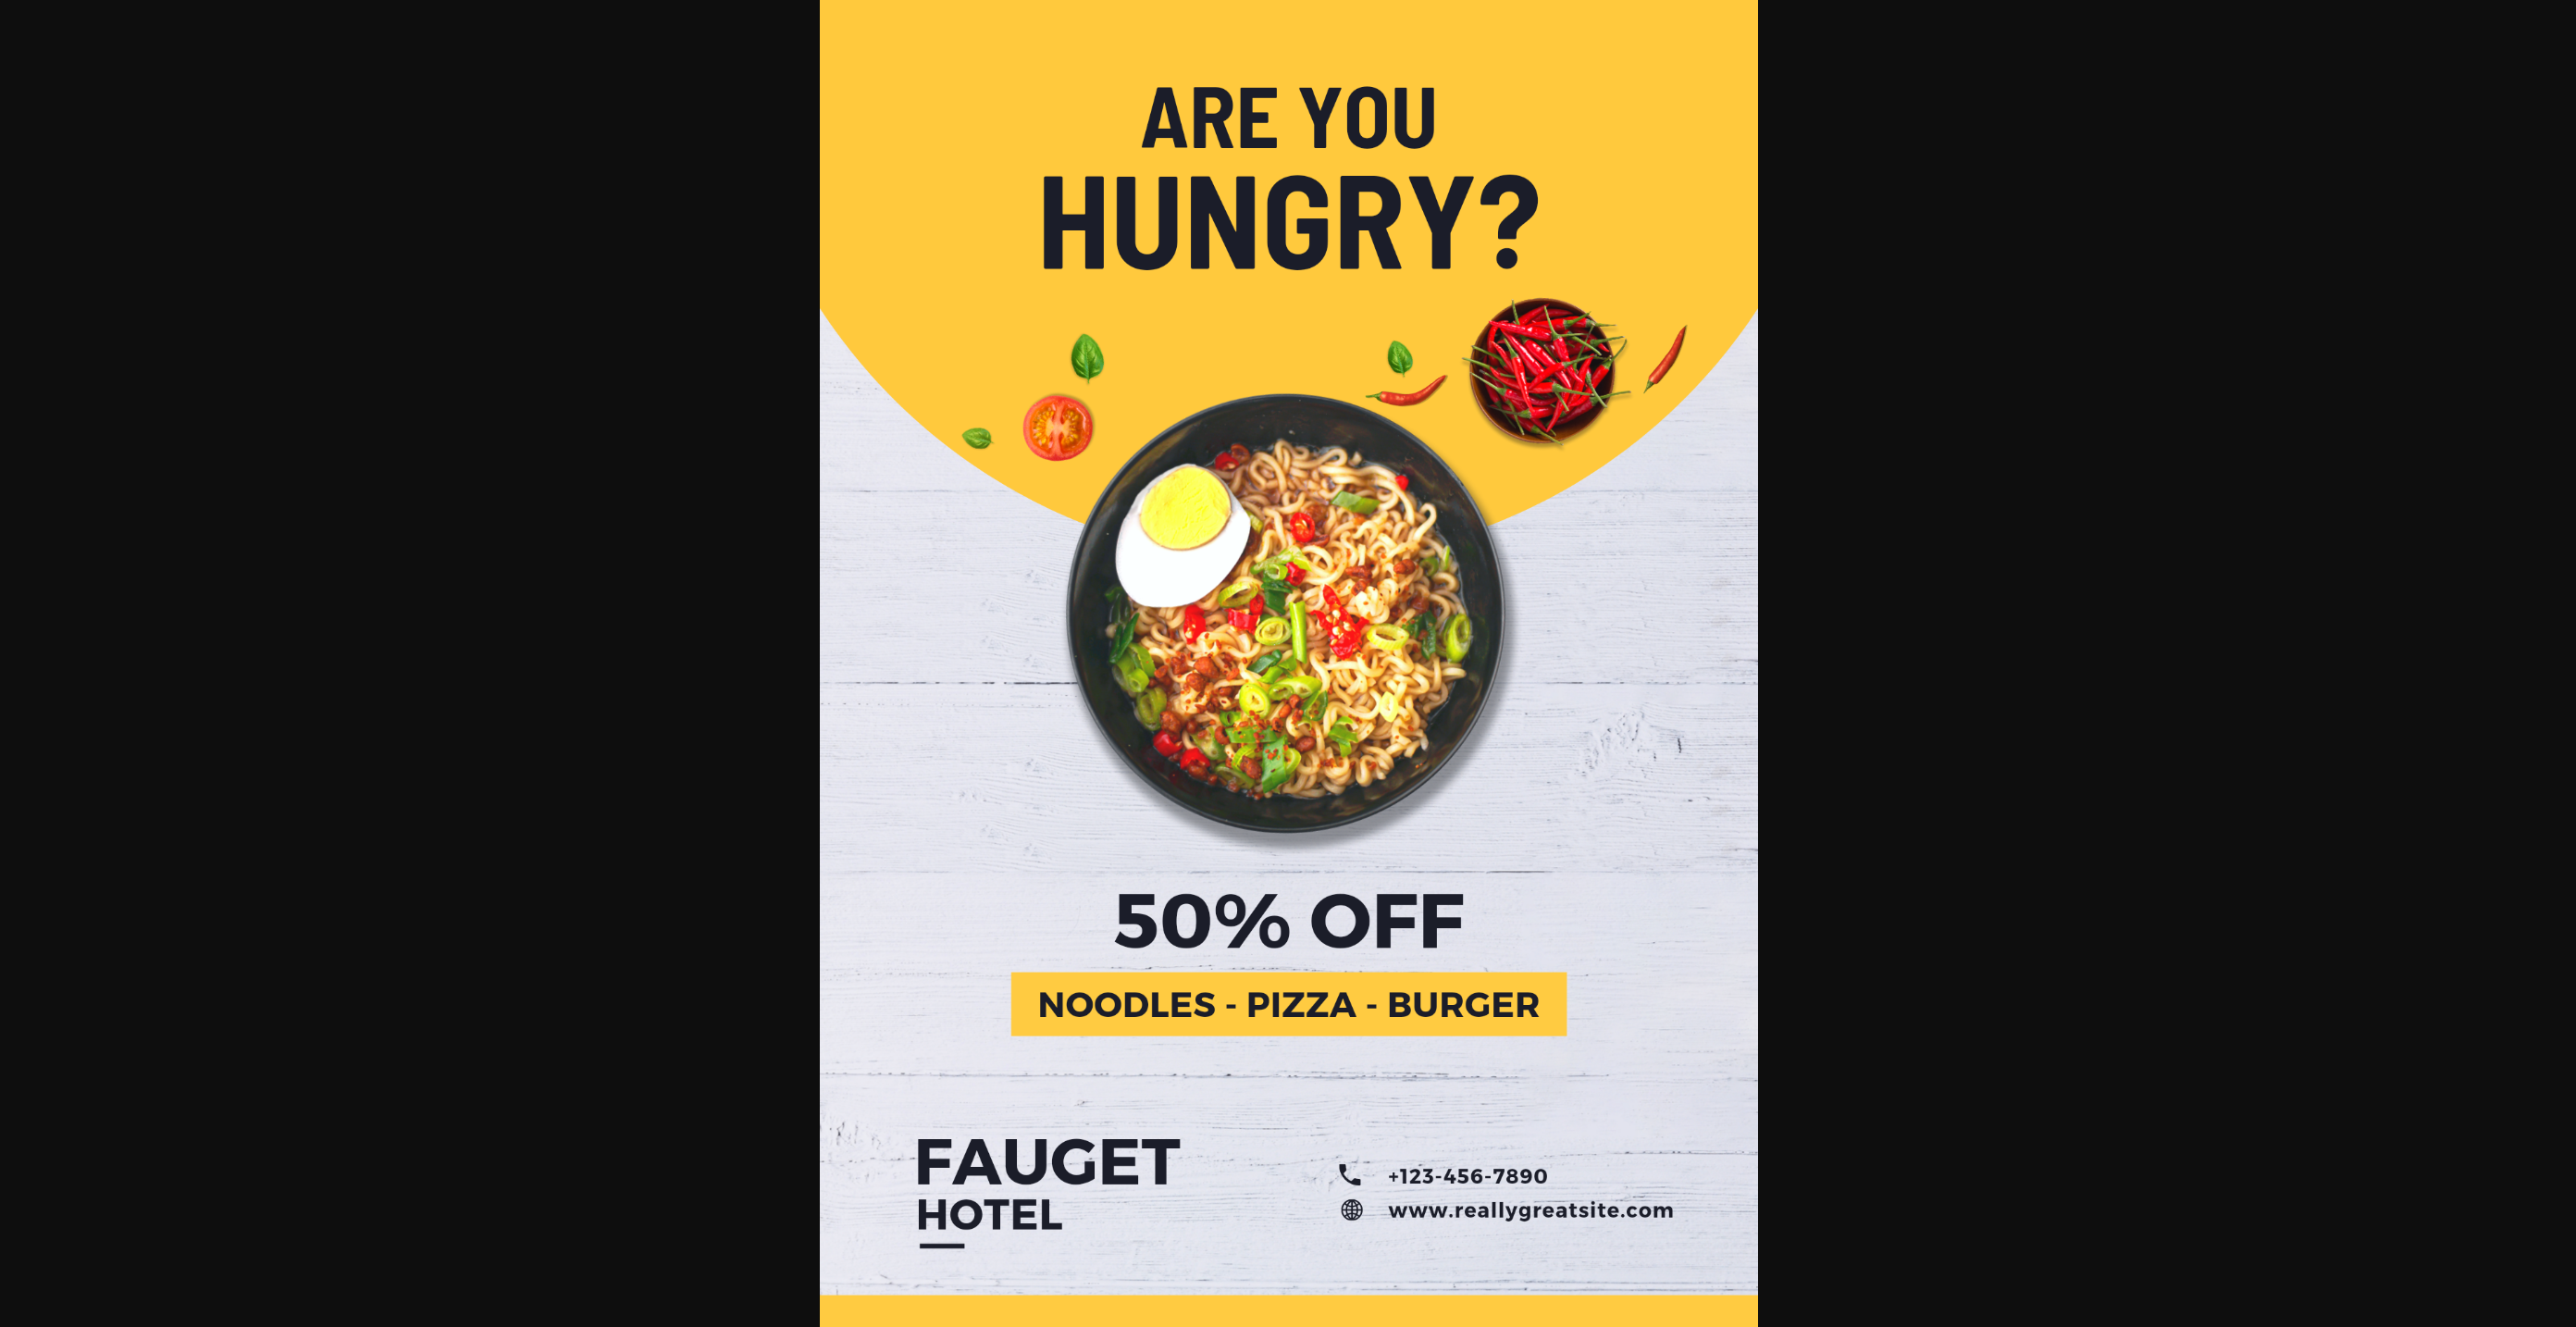 ARE YOU
HUNGRY?
50% OFF
NOODLES - PIZZA - BURGER
FAUGET
HOTEL
+123-456-7890
www.reallygreatsite.com